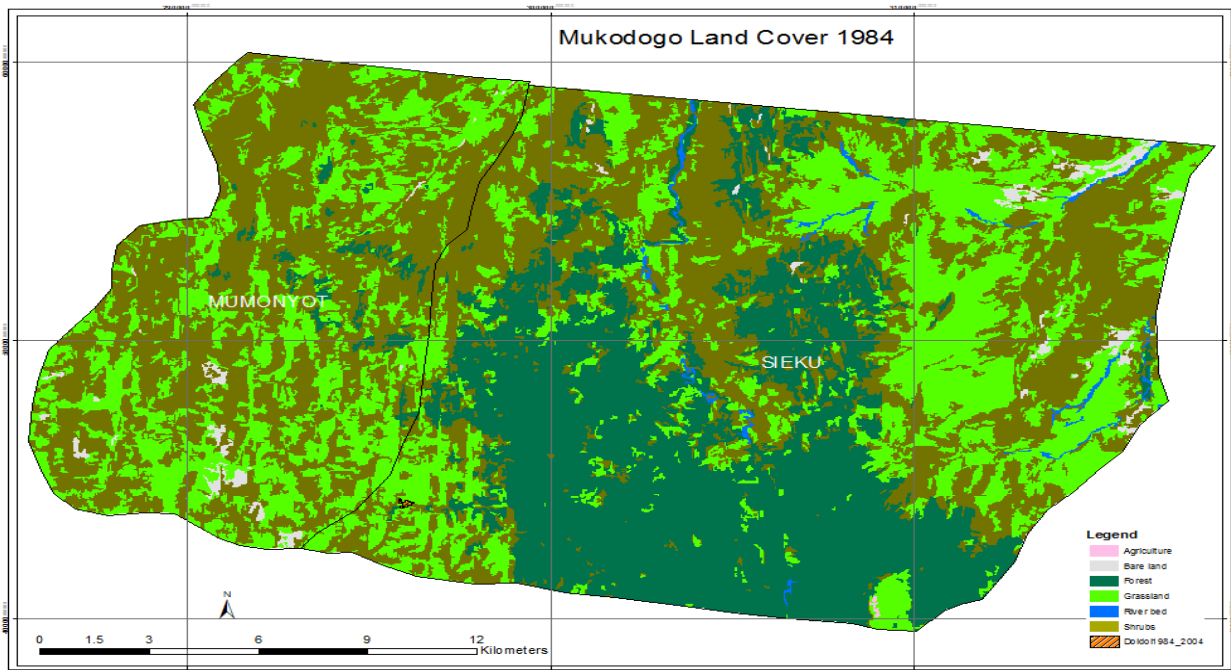 Mukodogo Land Cover 1984
MUMONYOT
SIEKU
N
0 1.5 3 6 9 12
Kilometers
Legend
Agriculture
Bare land
Forest
Grassland
River bed
Shrubs
Doldol1984_2004